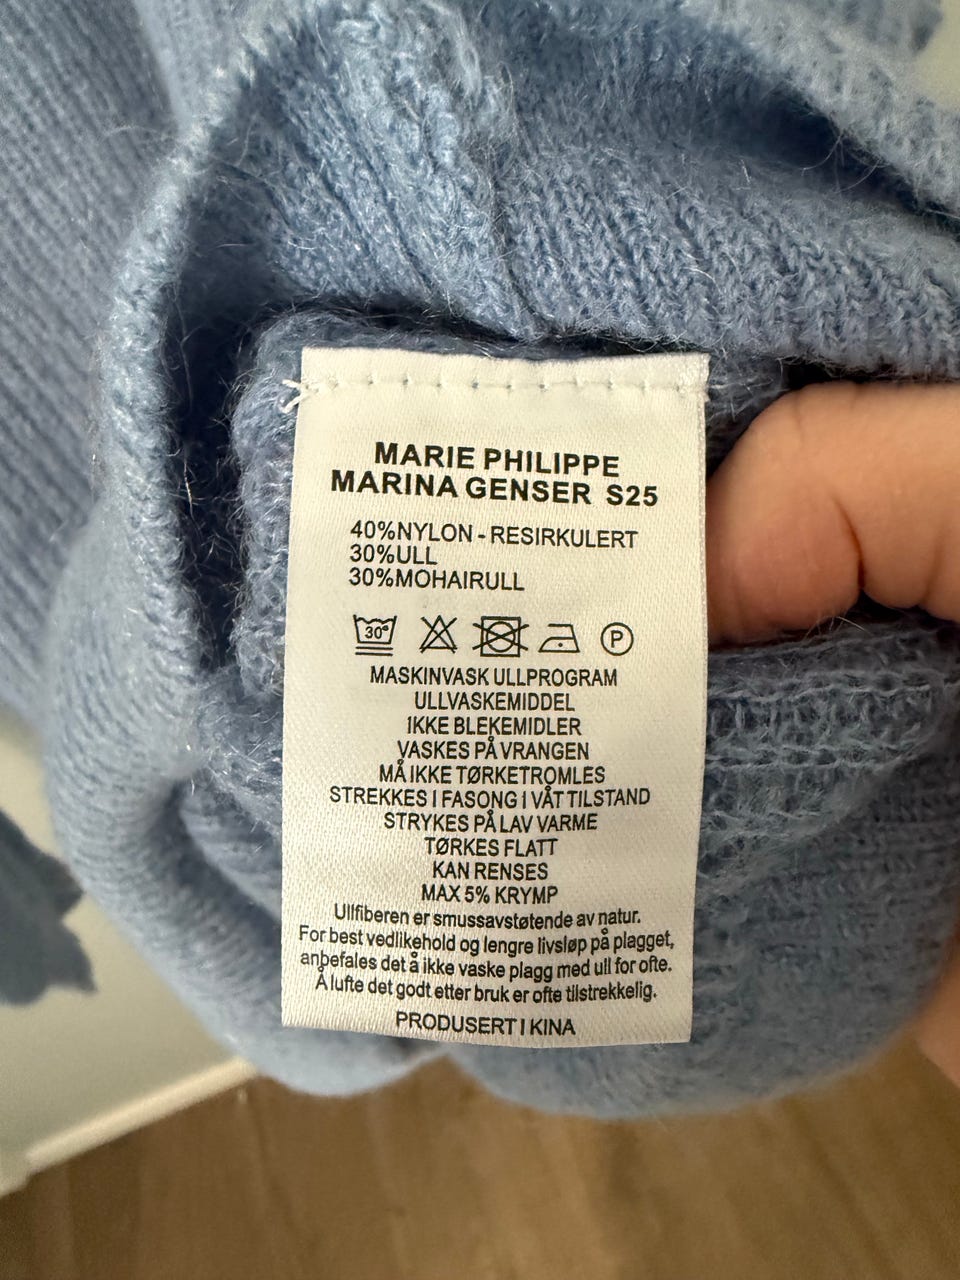 MARIE PHILIPPE
MARINA GENSER S25
40%NYLON - RESIRKULERT
30%ULL
30%MOHAIRULL
30° P
MASKINVASK ULLPROGRAM
ULLVASKEMIDDEL
IKKE BLEKEMIDLER
VASKES PÅ VRANGEN
MÅ IKKE TØRKETROMLES
STREKKES I FASONG I VÅT TILSTAND
STRYKES PÅ LAV VARME
TØRKES FLATT
KAN RENSES
MAX 5% KRYMP
Ullfiberen er smussavstøtende av natur.
For best vedlikehold og lengre livsløp på plagget,
anbefales det å ikke vaske plagg med ull for ofte.
Å lufte det godt etter bruk er ofte tilstrekkelig.
PRODUSERT I KINA